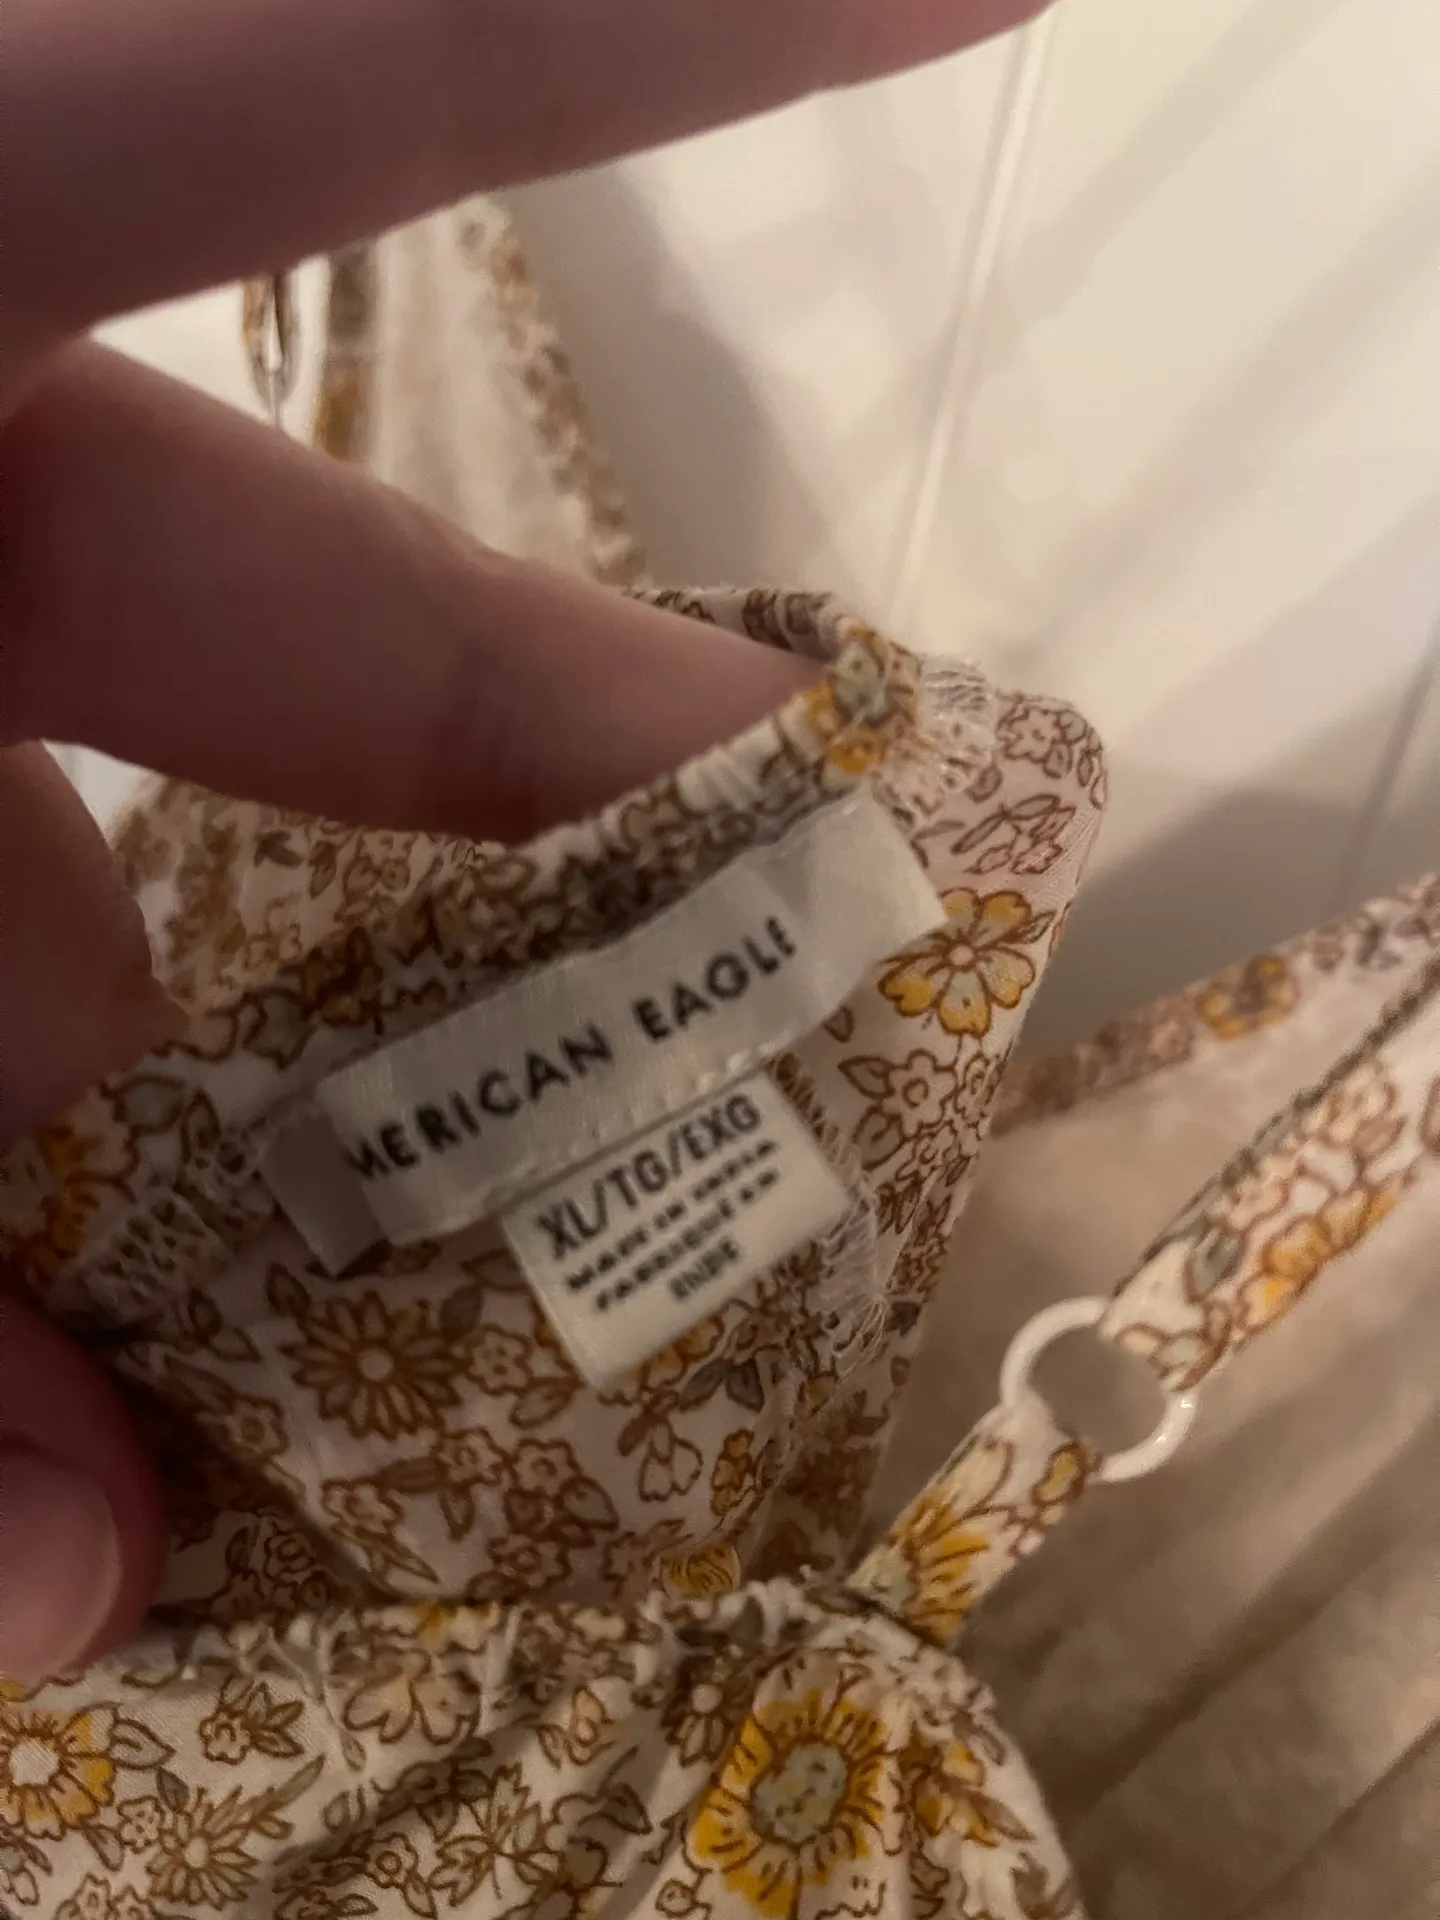 MERICAN EAGLE
XL/TG/EXG
MADE IN INDIA
FABRIQUÉ EN
INDE